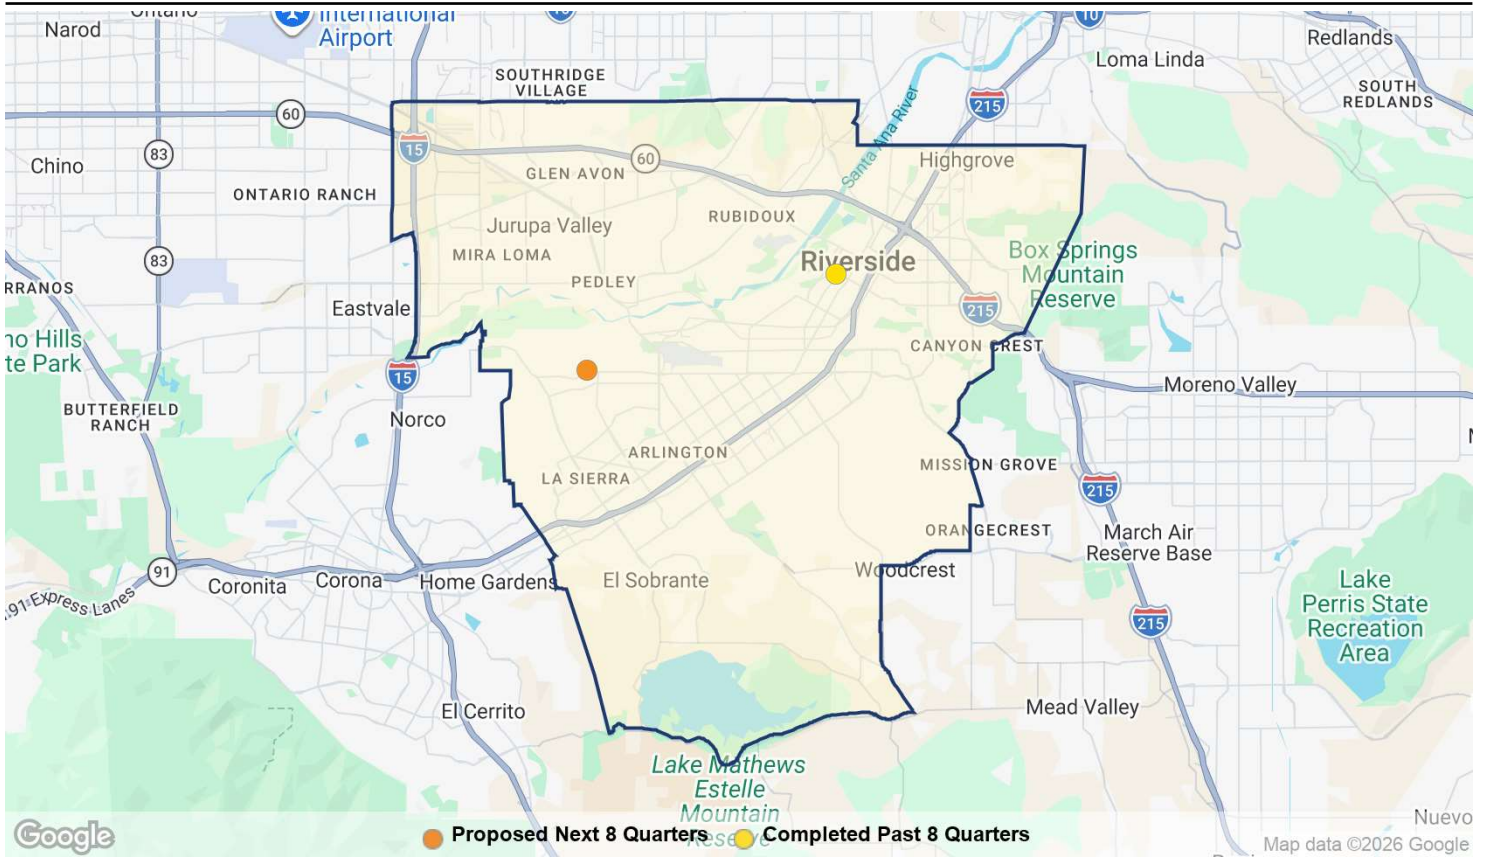 Ontario
International
Airport
10
10
Narod
Redlands
Loma Linda
SOUTHRIDGE
VILLAGE
SOUTH
REDLANDS
60
215
Santa Ana River
83
15
60
Highgrove
Chino
GLEN AVON
ONTARIO RANCH
RUBIDOUX
Jurupa Valley
MIRA LOMA
Riverside
Box Springs
Mountain
Reserve
83
PEDLEY
RRANOS
Eastvale
215
no Hills
te Park
CANYON CREST
15
Moreno Valley
BUTTERFIELD
RANCH
Norco
ARLINGTON
MISSION GROVE
LA SIERRA
215
ORANGECREST
March Air
Reserve Base
91
Coronita
Corona
Home Gardens
El Sobrante
Woodcrest
91 Express Lanes
Lake
Perris State
Recreation
Area
215
El Cerrito
Mead Valley
Lake Mathews
Estelle
Mountain
Reserve
Nuevo
Proposed Next 8 Quarters
Completed Past 8 Quarters
Google
Map data ©2026 Google